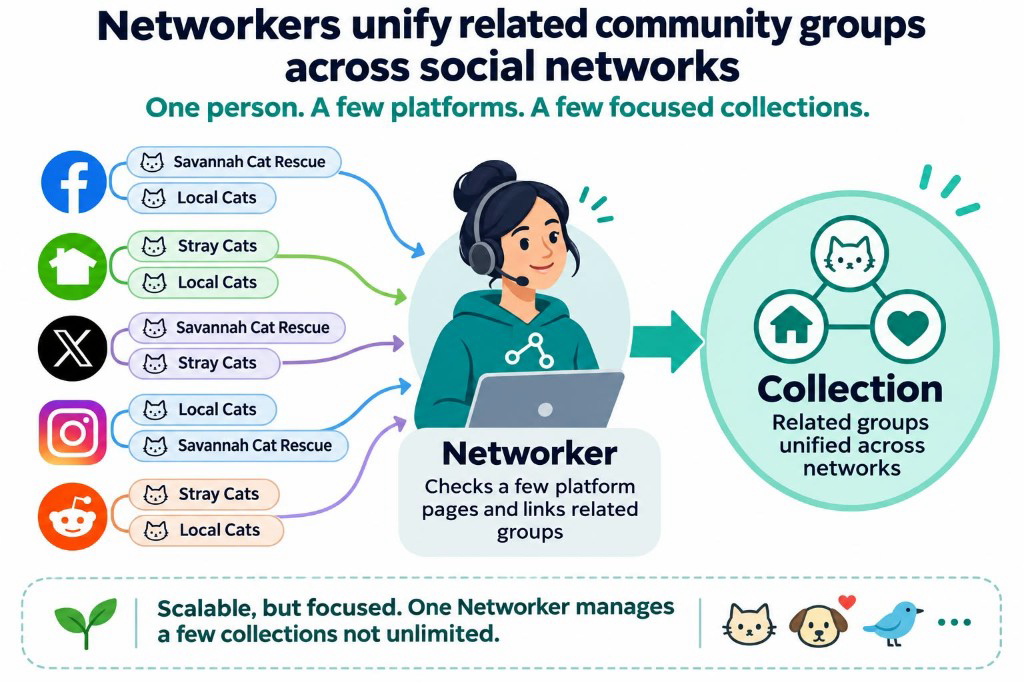 Networkers unify related community groups
across social networks
One person. A few platforms. A few focused collections.
Savannah Cat Rescue
Local Cats
Stray Cats
Local Cats
Savannah Cat Rescue
Stray Cats
Local Cats
Savannah Cat Rescue
Stray Cats
Local Cats
Networker
Checks a few platform
pages and links related
groups
Collection
Related groups
unified across
networks
Scalable, but focused. One Networker manages
a few collections not unlimited.